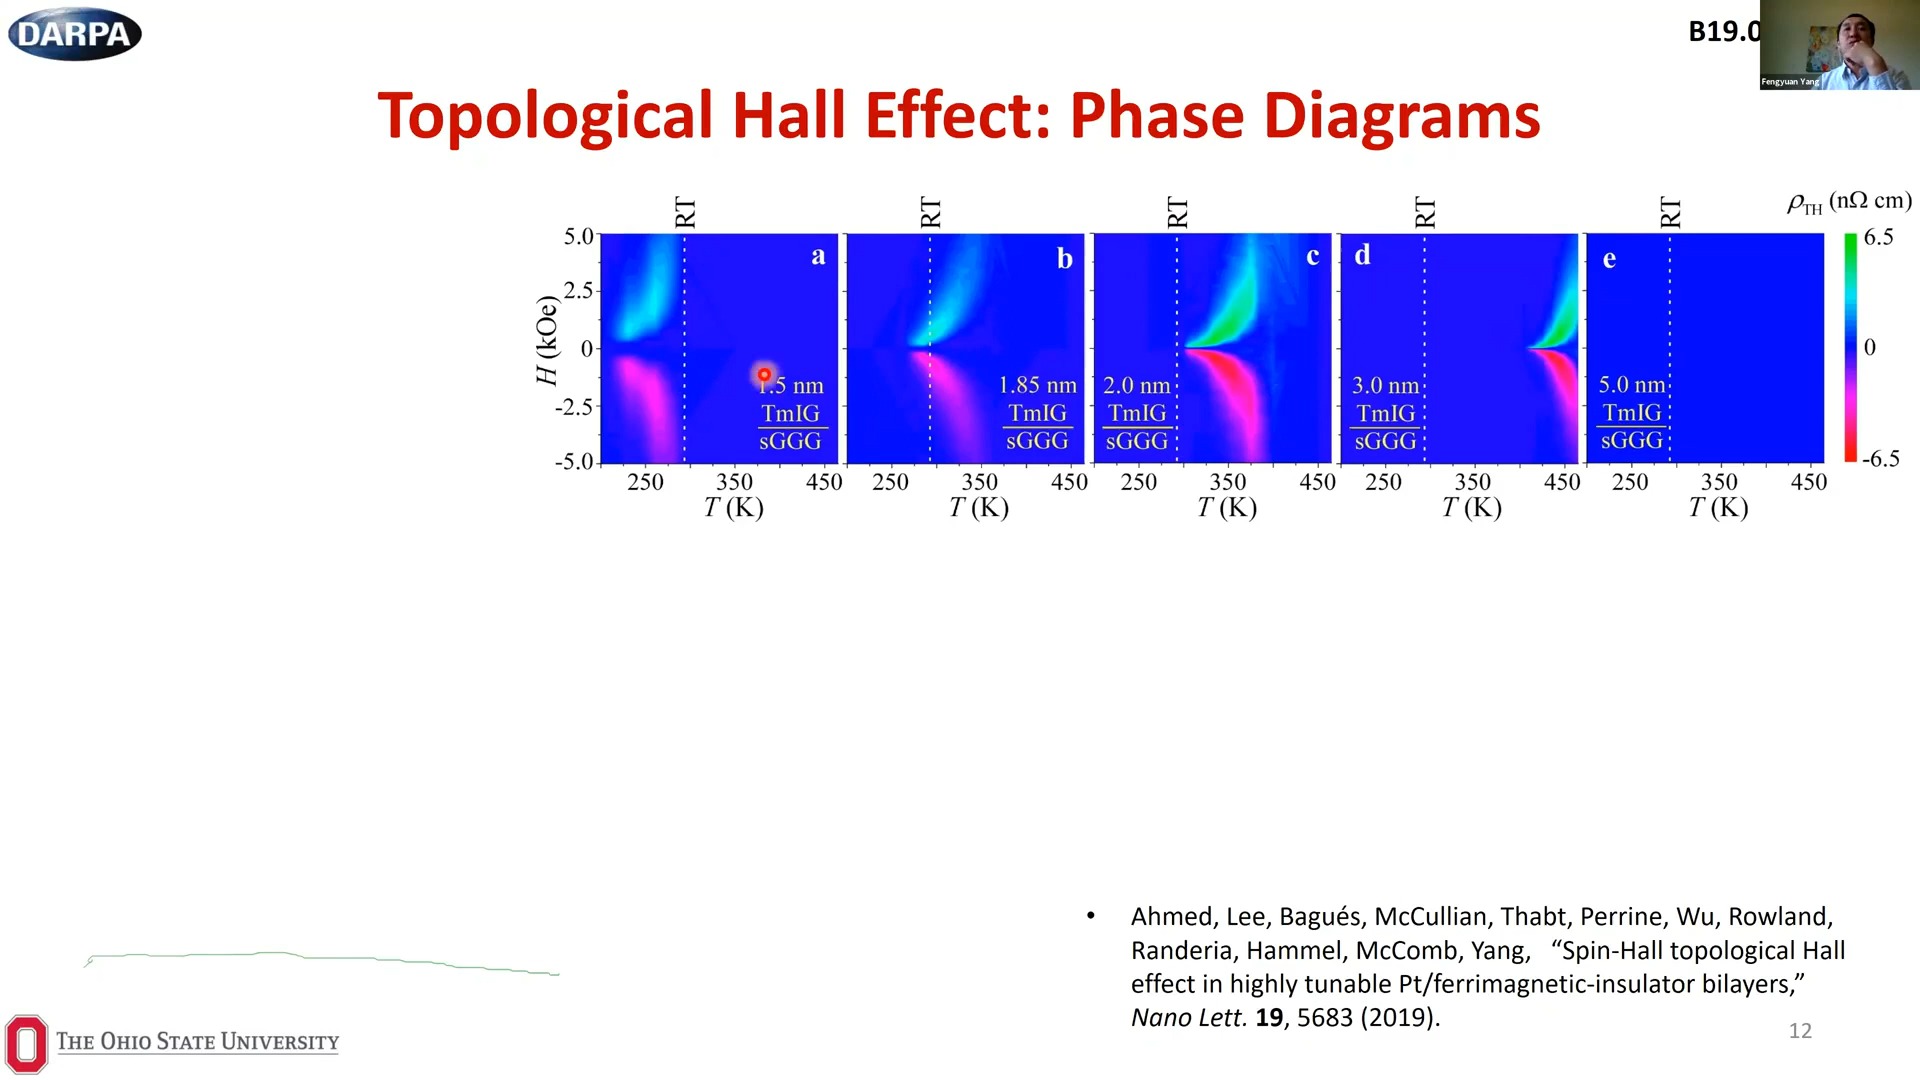 DARPA
B19.0
Fengyuan Yang
Topological Hall Effect: Phase Diagrams
RT
RT
RT
RT
RT
ρTH (nΩ cm)
5.0
2.5
0
-2.5
-5.0
H (kOe)
a
1.5 nm
TmIG
sGGG
b
1.85 nm
TmIG
sGGG
c
2.0 nm
TmIG
sGGG
d
3.0 nm
TmIG
sGGG
e
5.0 nm
TmIG
sGGG
6.5
0
-6.5
250 350 450
250 350 450
250 350 450
250 350 450
250 350 450
T (K)
T (K)
T (K)
T (K)
T (K)
• Ahmed, Lee, Bagués, McCullian, Thabt, Perrine, Wu, Rowland,
Randeria, Hammel, McComb, Yang, “Spin-Hall topological Hall
effect in highly tunable Pt/ferrimagnetic-insulator bilayers,”
Nano Lett. 19, 5683 (2019).
12
THE OHIO STATE UNIVERSITY